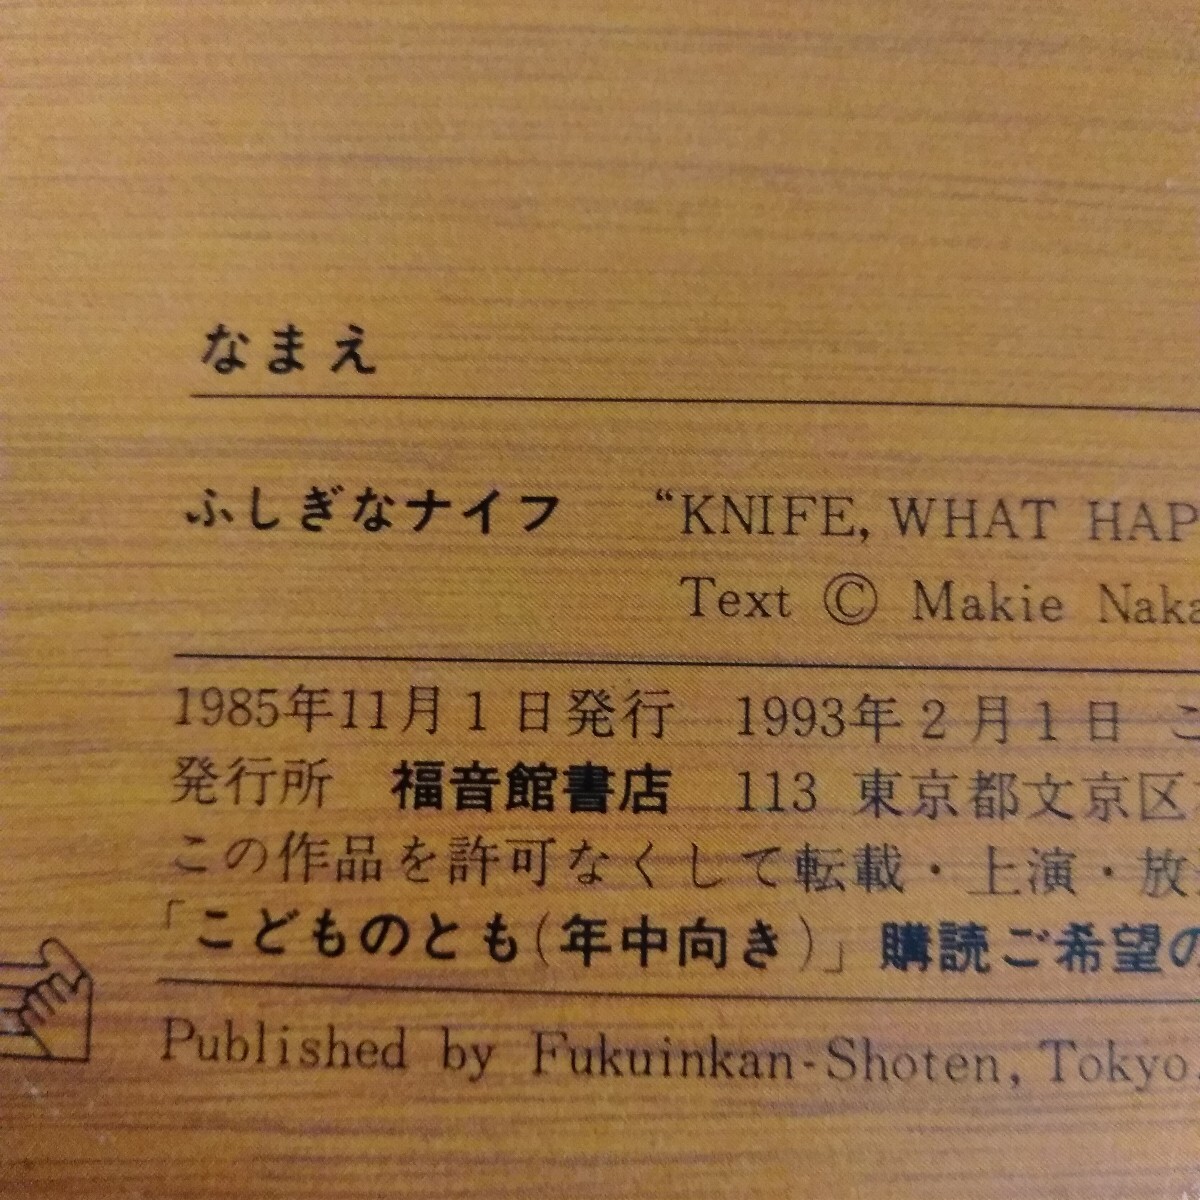 なまえ
ふしぎなナイフ “KNIFE, WHAT HAP
Text © Makie Naka
1985年11月1日発行 1993年2月1日 こ
発行所 福音館書店 113 東京都文京区
この作品を許可なくして転載・上演・放
「こどものとも(年中向き)」購読ご希望の
Published by Fukuinkan-Shoten, Tokyo.